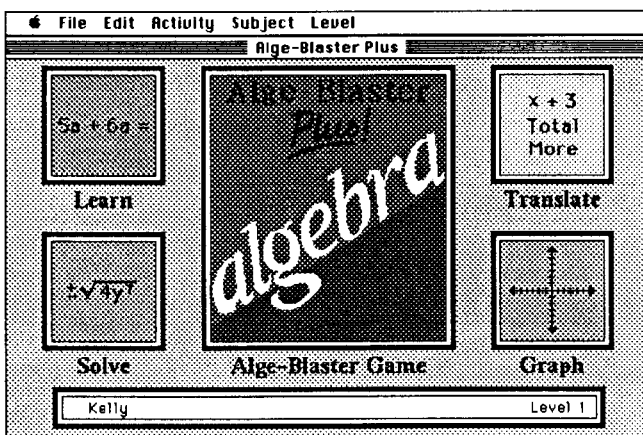 File Edit Activity Subject Level
Alge-Blaster Plus
5a + 6a =
Learn
±√4y²
Solve
Alge Blaster
Plus!
algebra
Alge-Blaster Game
x + 3
Total
More
Translate
Graph
Kelly Level 1